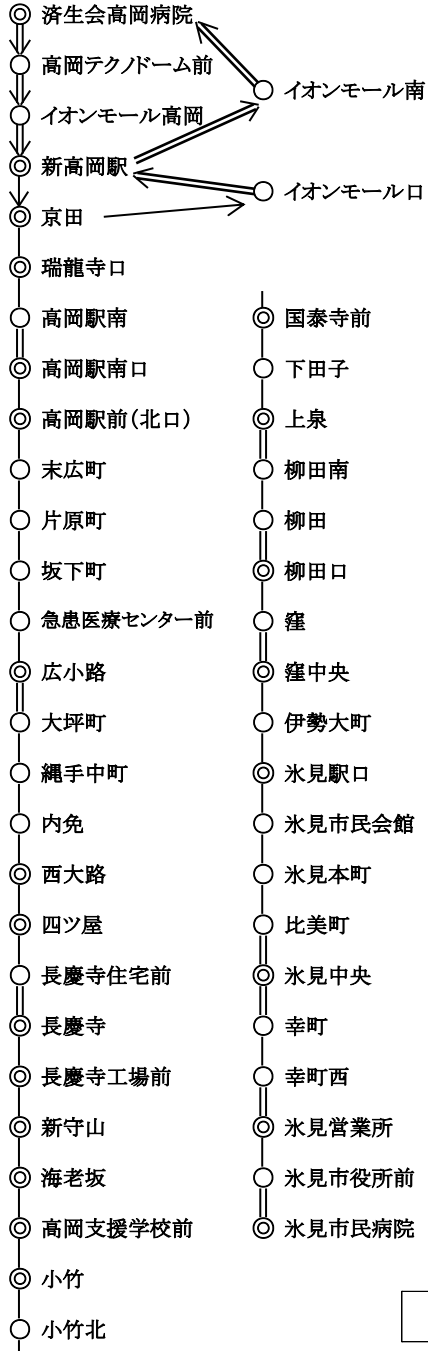 済生会高岡病院
高岡テクノドーム前
イオンモール南
イオンモール高岡
新高岡駅
イオンモール口
京田
瑞龍寺口
高岡駅南
高岡駅南口
高岡駅前(北口)
末広町
片原町
坂下町
急患医療センター前
広小路
大坪町
縄手中町
内免
西大路
四ツ屋
長慶寺住宅前
長慶寺
長慶寺工場前
新守山
海老坂
高岡支援学校前
小竹
小竹北
国泰寺前
下田子
上泉
柳田南
柳田
柳田口
窪
窪中央
伊勢大町
氷見駅口
氷見市民会館
氷見本町
比美町
氷見中央
幸町
幸町西
氷見営業所
氷見市役所前
氷見市民病院